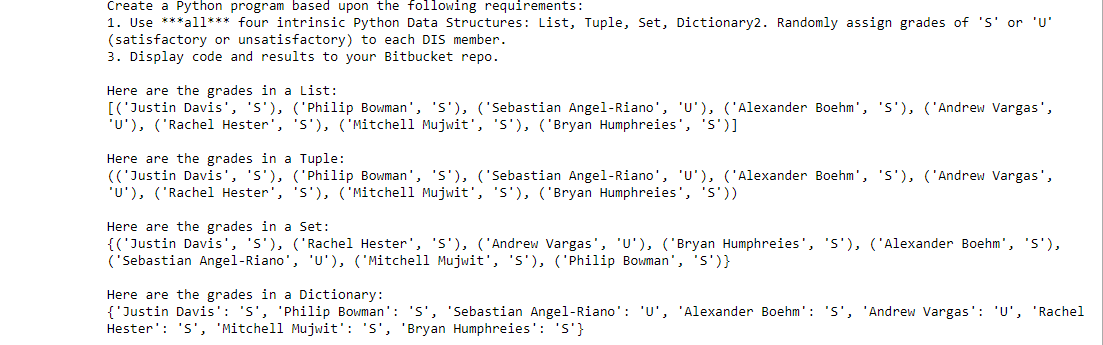 Create a Python program based upon the following requirements:
1. Use ***all*** four intrinsic Python Data Structures: List, Tuple, Set, Dictionary2. Randomly assign grades of 'S' or 'U'
(satisfactory or unsatisfactory) to each DIS member.
3. Display code and results to your Bitbucket repo.

Here are the grades in a List:
[('Justin Davis', 'S'), ('Philip Bowman', 'S'), ('Sebastian Angel-Riano', 'U'), ('Alexander Boehm', 'S'), ('Andrew Vargas',
'U'), ('Rachel Hester', 'S'), ('Mitchell Mujwit', 'S'), ('Bryan Humphreies', 'S')]

Here are the grades in a Tuple:
(('Justin Davis', 'S'), ('Philip Bowman', 'S'), ('Sebastian Angel-Riano', 'U'), ('Alexander Boehm', 'S'), ('Andrew Vargas',
'U'), ('Rachel Hester', 'S'), ('Mitchell Mujwit', 'S'), ('Bryan Humphreies', 'S'))

Here are the grades in a Set:
{('Justin Davis', 'S'), ('Rachel Hester', 'S'), ('Andrew Vargas', 'U'), ('Bryan Humphreies', 'S'), ('Alexander Boehm', 'S'),
('Sebastian Angel-Riano', 'U'), ('Mitchell Mujwit', 'S'), ('Philip Bowman', 'S')}

Here are the grades in a Dictionary:
{'Justin Davis': 'S', 'Philip Bowman': 'S', 'Sebastian Angel-Riano': 'U', 'Alexander Boehm': 'S', 'Andrew Vargas': 'U', 'Rachel
Hester': 'S', 'Mitchell Mujwit': 'S', 'Bryan Humphreies': 'S'}